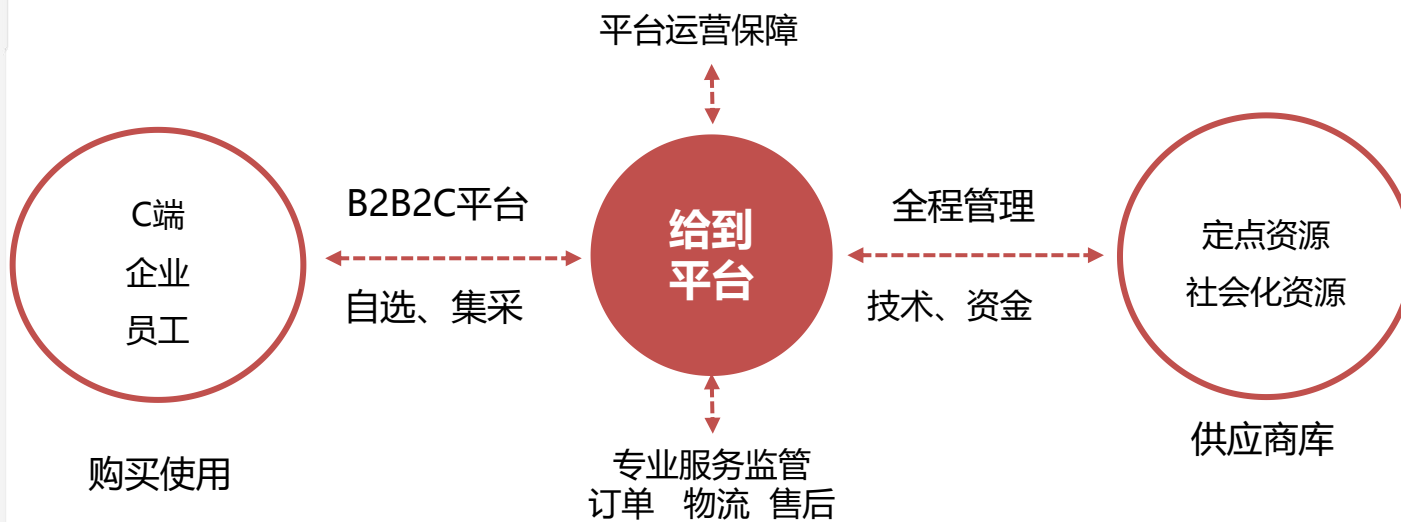 平台运营保障
C端
企业
员工
购买使用
B2B2C平台
自选、集采
给到
平台
全程管理
技术、资金
定点资源
社会化资源
供应商库
专业服务监管
订单 物流 售后